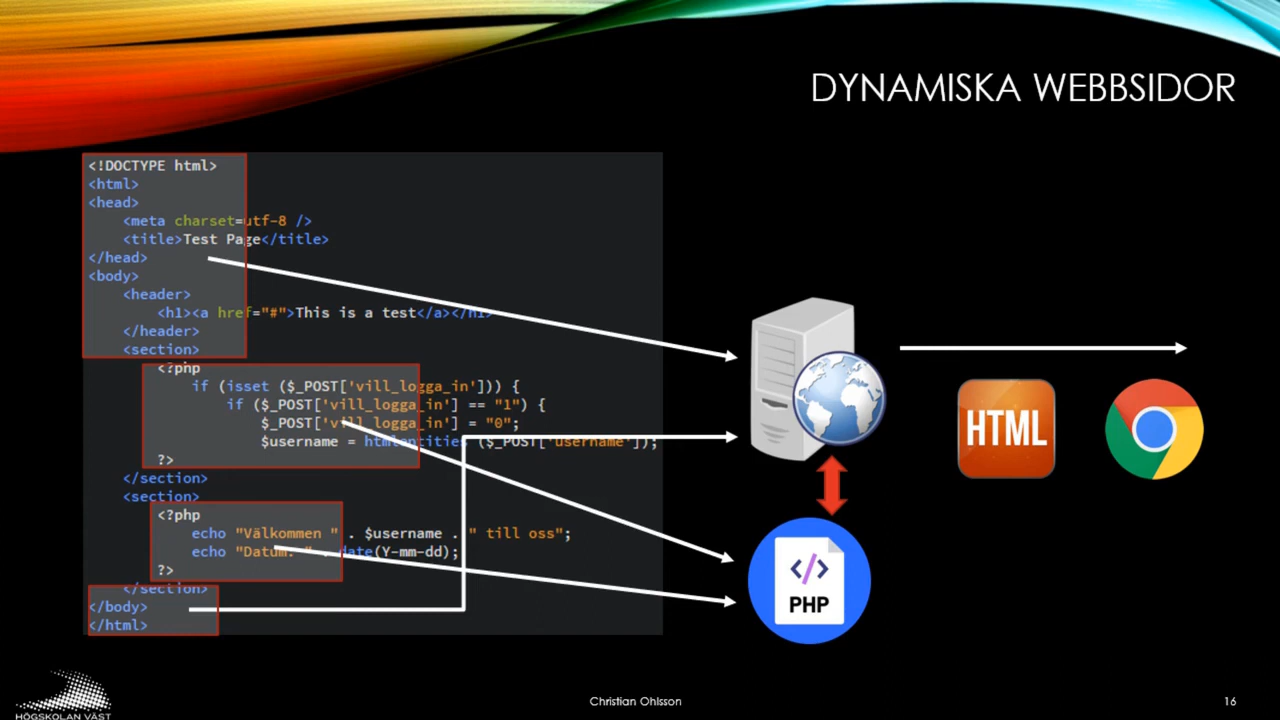 DYNAMISKA WEBBSIDOR
<!DOCTYPE html>
<html>
<head>
<meta charset=utf-8 />
<title>Test Page</title>
</head>
<body>
<header>
<h1><a href="#">This is a test</a></h1>
</header>
<section>
<?php
if (isset ($_POST['vill_logga_in'])) {
if ($_POST['vill_logga_in'] == "1") {
$_POST['vill_logga_in'] = "0";
$username = htmlentities ($_POST['username']);
?>
</section>
<section>
<?php
echo "Välkommen " . $username . " till oss";
echo "Datum: " . date(Y-mm-dd);
?>
</section>
</body>
</html>
HTML
</>
PHP
HÖGSKOLAN VÄST
Christian Ohlsson
16